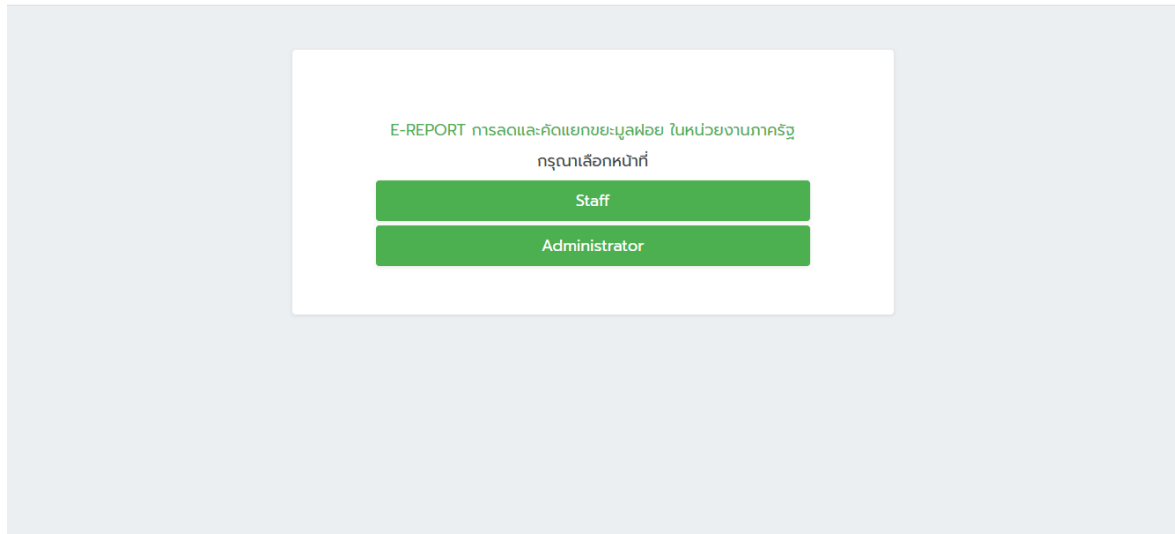 E-REPORT การลดและคัดแยกขยะมูลฝอย ในหน่วยงานภาครัฐ
กรุณาเลือกหน้าที่
Staff
Administrator